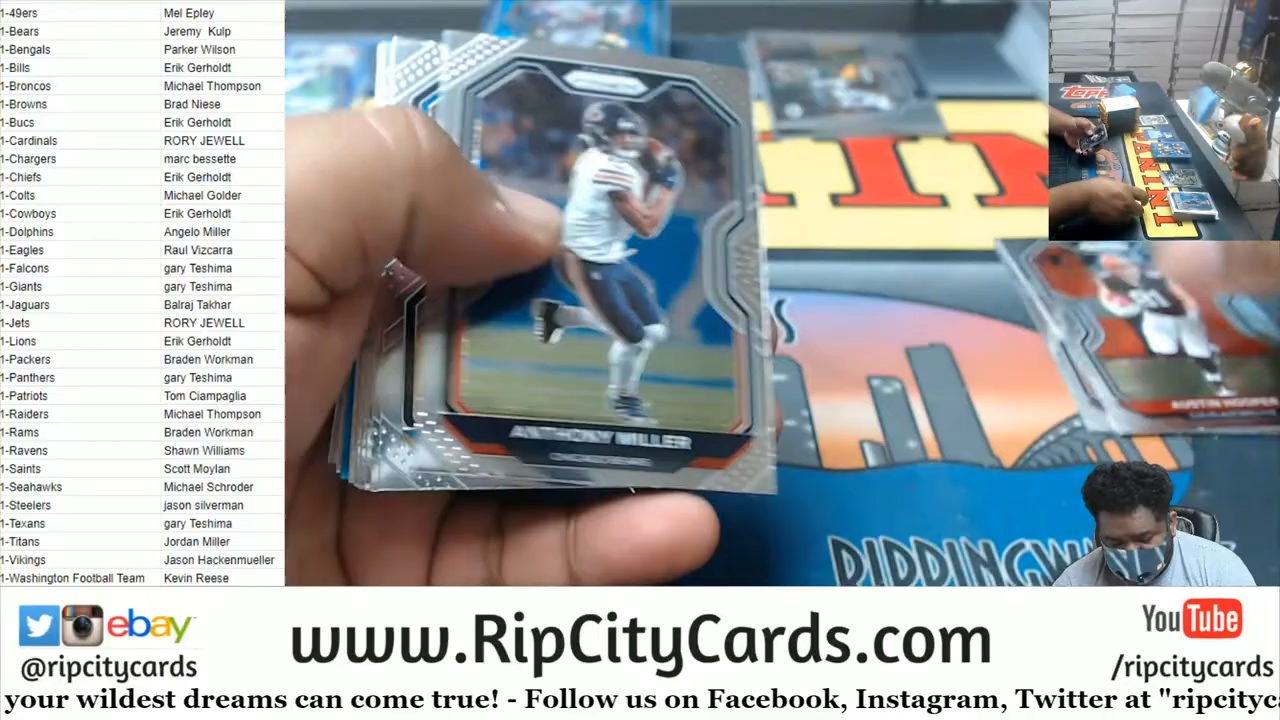 1-49ers Mel Epley
1-Bears Jeremy Kulp
1-Bengals Parker Wilson
1-Bills Erik Gerholdt
1-Broncos Michael Thompson
1-Browns Brad Niese
1-Bucs Erik Gerholdt
1-Cardinals RORY JEWELL
1-Chargers marc bessette
1-Chiefs Erik Gerholdt
1-Colts Michael Golder
1-Cowboys Erik Gerholdt
1-Dolphins Angelo Miller
1-Eagles Raul Vizcarra
1-Falcons gary Teshima
1-Giants gary Teshima
1-Jaguars Balraj Takhar
1-Jets RORY JEWELL
1-Lions Erik Gerholdt
1-Packers Braden Workman
1-Panthers gary Teshima
1-Patriots Tom Ciampaglia
1-Raiders Michael Thompson
1-Rams Braden Workman
1-Ravens Shawn Williams
1-Saints Scott Moylan
1-Seahawks Michael Schroder
1-Steelers jason silverman
1-Texans gary Teshima
1-Titans Jordan Miller
1-Vikings Jason Hackenmueller
1-Washington Football Team Kevin Reese
ANTHONY MILLER
CHICAGO BEARS
Topps
PANINI
AUSTIN HOOPER
ebay
@ripcitycards
www.RipCityCards.com
YouTube
/ripcitycards
your wildest dreams can come true! - Follow us on Facebook, Instagram, Twitter at "ripcityc